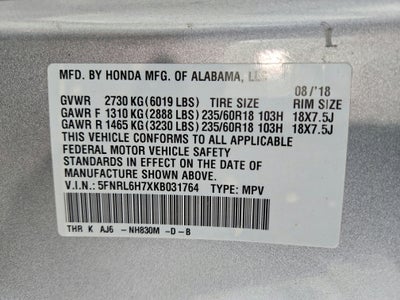 MFD. BY HONDA MFG. OF ALABAMA, LLC 08/'18
GVWR 2730 KG(6019 LBS) TIRE SIZE RIM SIZE
GAWR F 1310 KG (2888 LBS) 235/60R18 103H 18X7.5J
GAWR R 1465 KG(3230 LBS) 235/60R18 103H 18X7.5J
THIS VEHICLE CONFORMS TO ALL APPLICABLE
FEDERAL MOTOR VEHICLE SAFETY
STANDARDS IN EFFECT ON THE DATE OF
MANUFACTURE SHOWN ABOVE.
V.I.N.: 5FNRL6H7XKB031764 TYPE: MPV
THR K AJ6 -NH830M -D-B